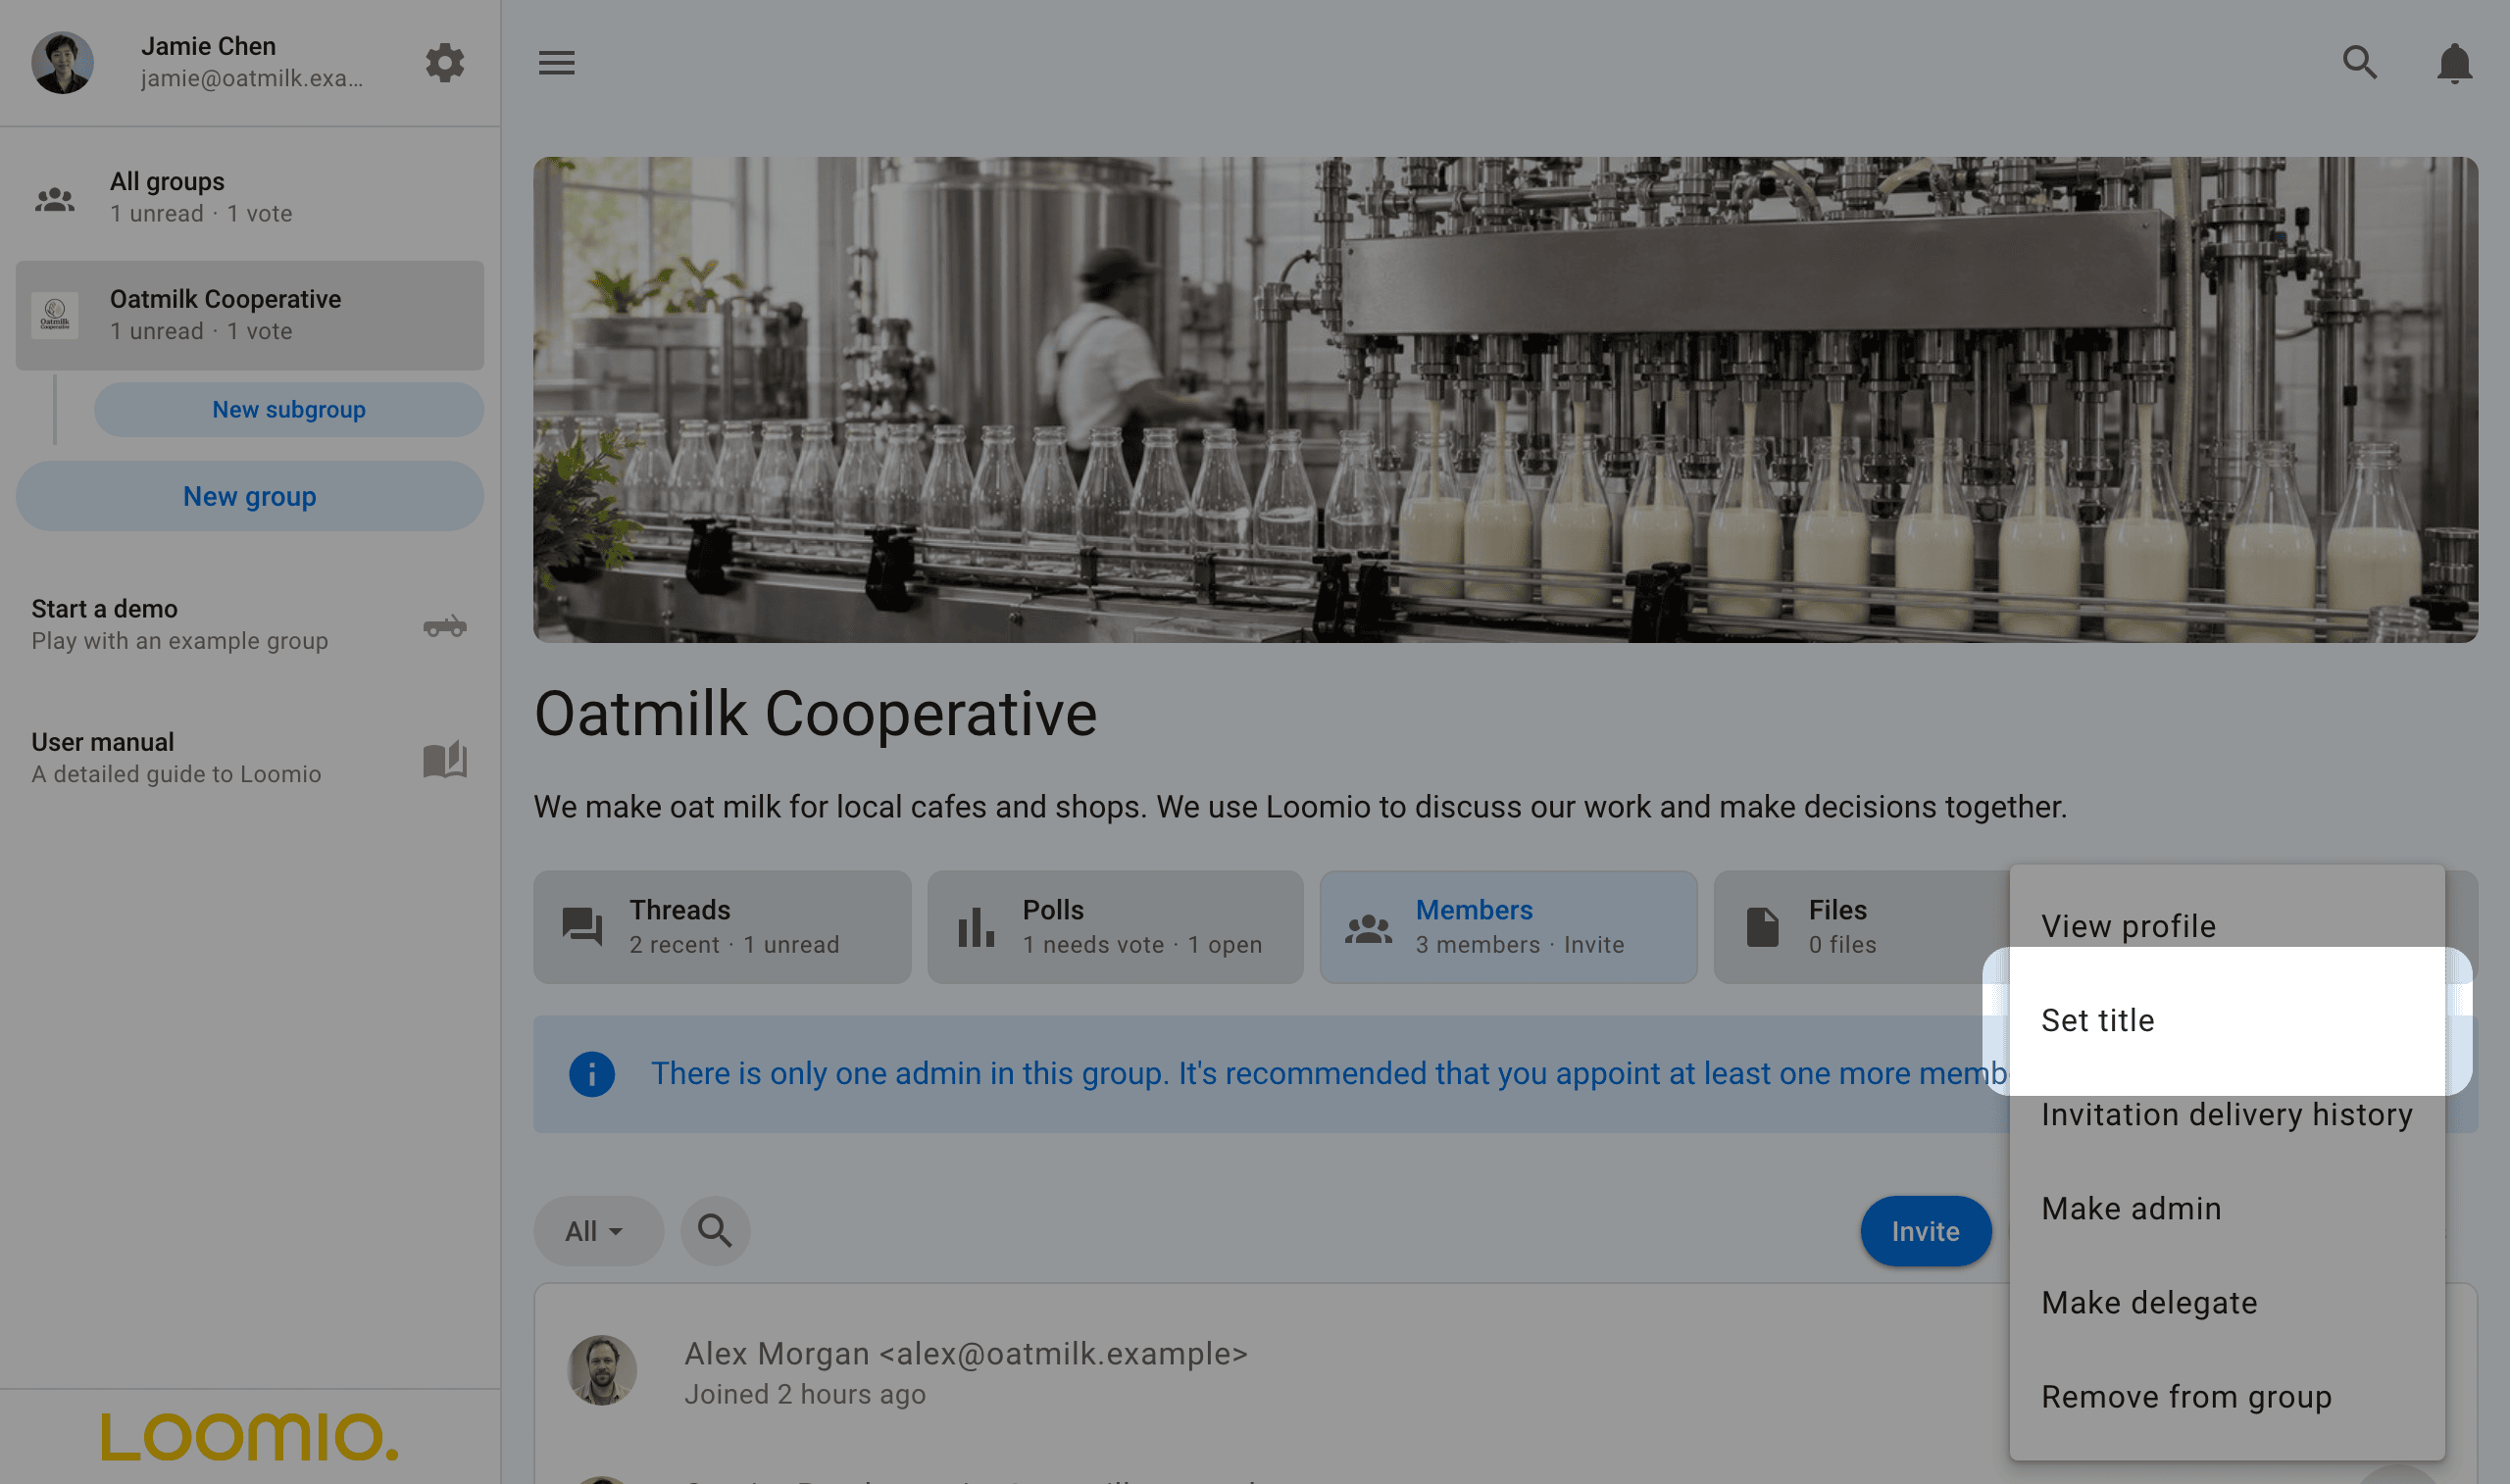 Jamie Chen
jamie@oatmilk.exa...
All groups
1 unread · 1 vote
Oatmilk Cooperative
Oatmilk Cooperative
1 unread · 1 vote
New subgroup
New group
Start a demo
Play with an example group
User manual
A detailed guide to Loomio
LOOMIO.
Oatmilk Cooperative
We make oat milk for local cafes and shops. We use Loomio to discuss our work and make decisions together.
Threads
2 recent · 1 unread
Polls
1 needs vote · 1 open
Members
3 members · Invite
Files
0 files
There is only one admin in this group. It's recommended that you appoint at least one more
All
Invite
Alex Morgan <alex@oatmilk.example>
Joined 2 hours ago
View profile
Set title
Invitation delivery history
Make admin
Make delegate
Remove from group